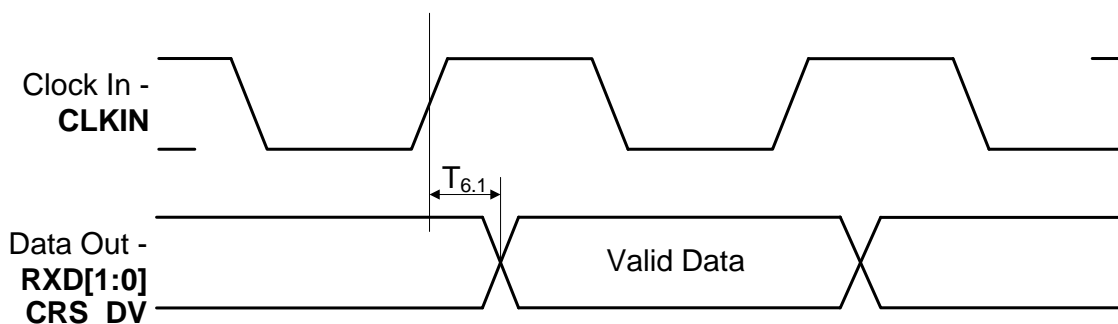 Clock In -
CLKIN
T6.1
Data Out -
RXD[1:0]
CRS_DV
Valid Data